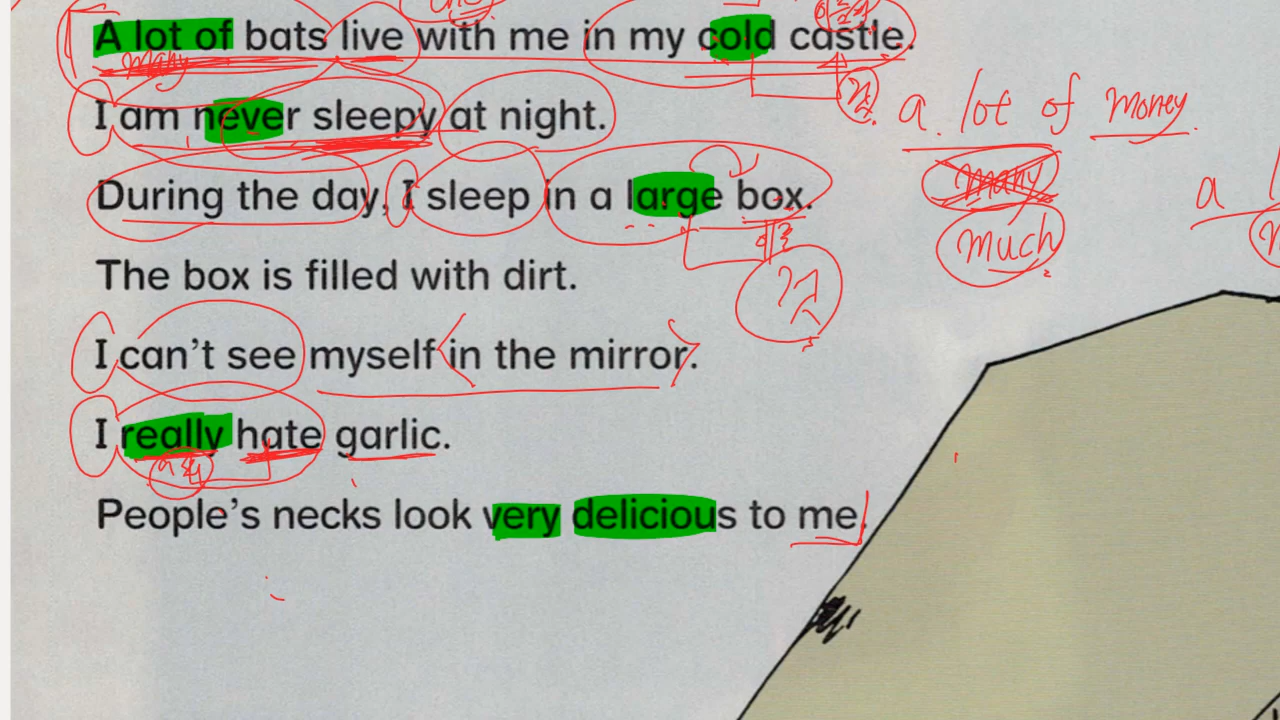 A lot of bats live with me in my cold castle.
many
I am never sleepy at night.
a lot of money
many
much
During the day, I sleep in a large box.
a
The box is filled with dirt.
I can't see myself in the mirror.
I really hate garlic.
People's necks look very delicious to me.